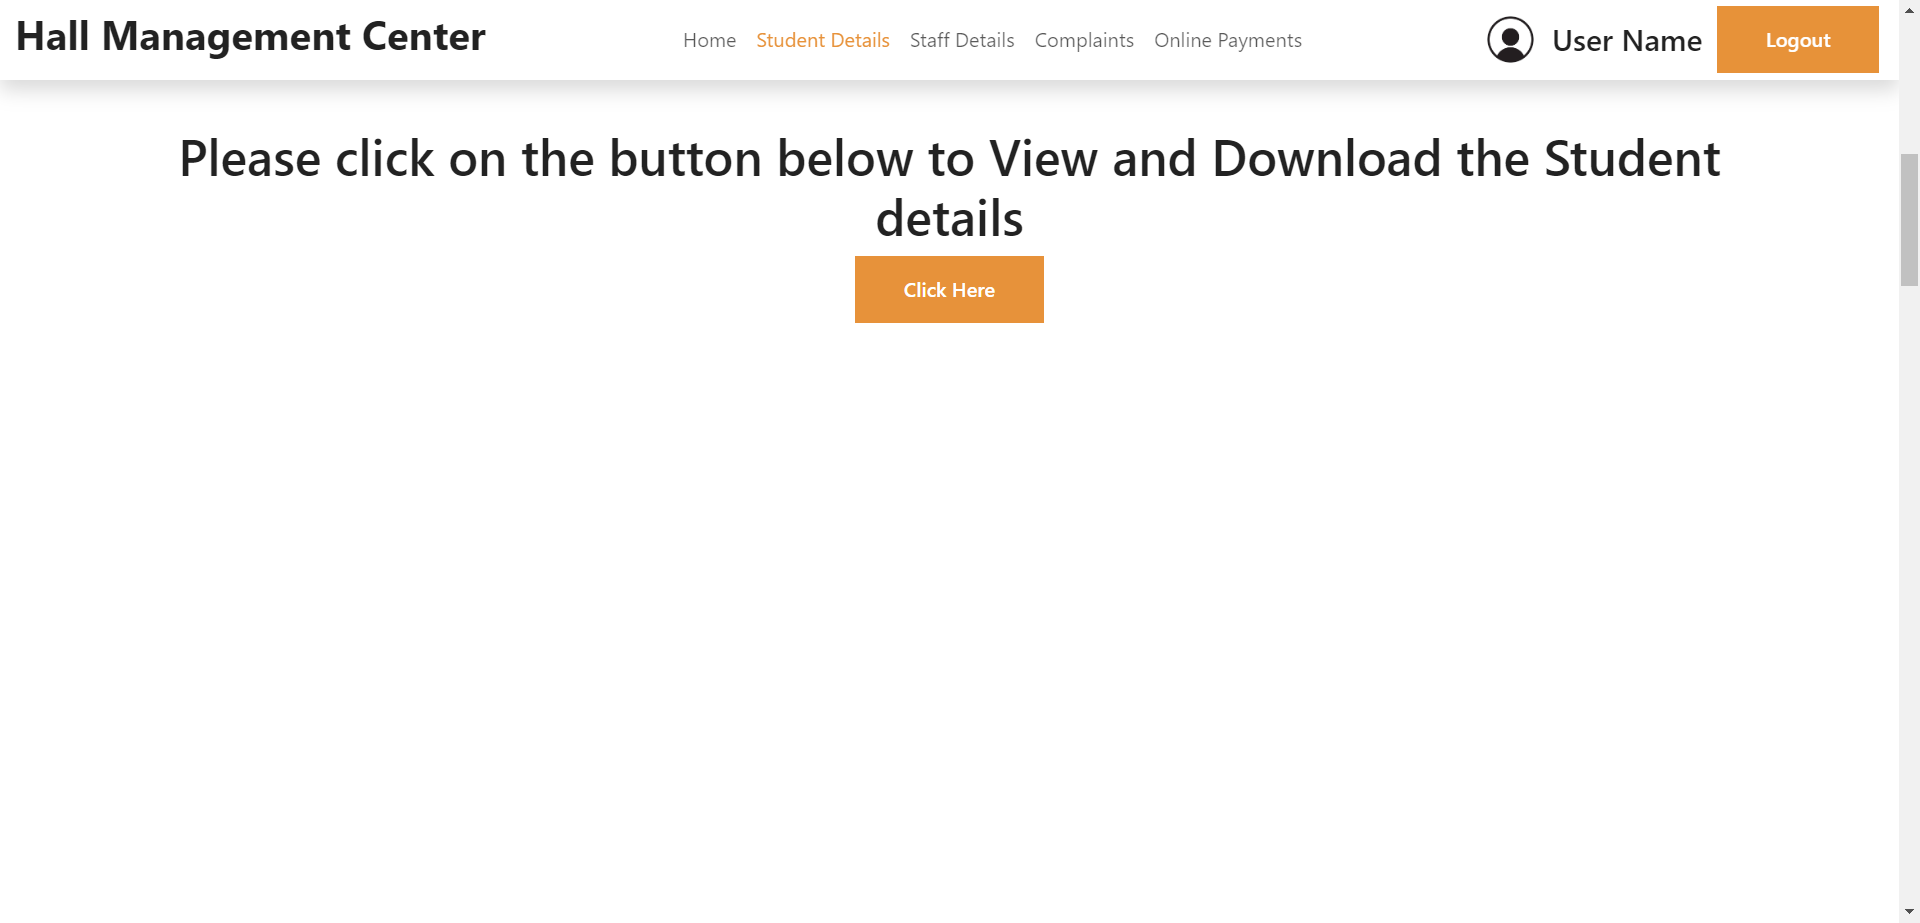 Hall Management Center
Home
Student Details
Staff Details
Complaints
Online Payments
User Name
Logout
Please click on the button below to View and Download the Student
details
Click Here